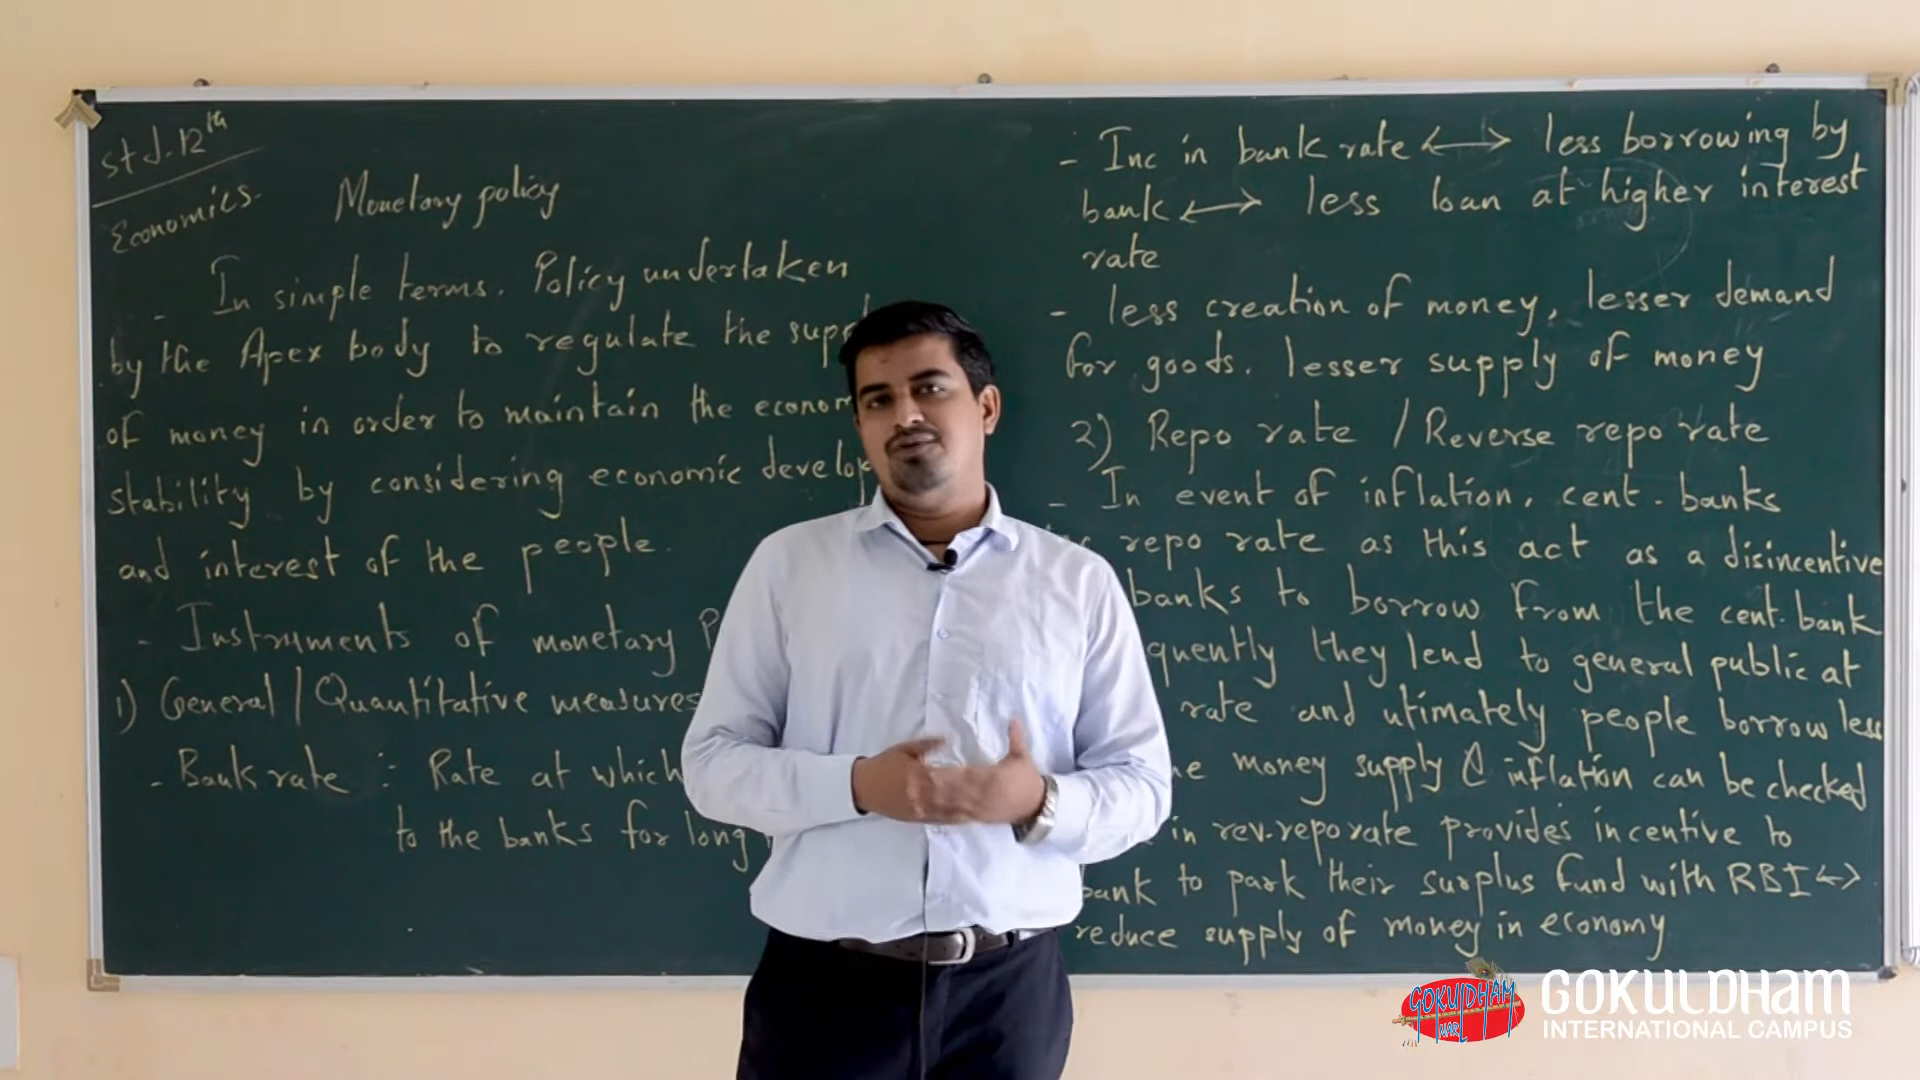 std. 12th
Economics.
Monetary policy
- In simple terms. Policy undertaken
by the Apex body to regulate the supp
of money in order to maintain the econom
stability by considering economic develop
and interest of the people.
- Instruments of monetary P
1) General / Quantitative measures
- Bank rate :- Rate at which
to the banks for long
- Inc in bank rate ⟷ less borrowing by
bank ⟷ less loan at higher interest
rate
- less creation of money, lesser demand
for goods. lesser supply of money
2) Repo rate / Reverse repo rate
- In event of inflation, cent. banks
repo rate as this act as a disincentive
banks to borrow from the cent. bank
quently they lend to general public at
rate and utimately people borrow less
money supply & inflation can be checked
in rev. repo rate provides incentive to
bank to park their surplus fund with RBI ↔
reduce supply of money in economy
GOKULDHAM
NAR
GOKULDHAM
INTERNATIONAL CAMPUS